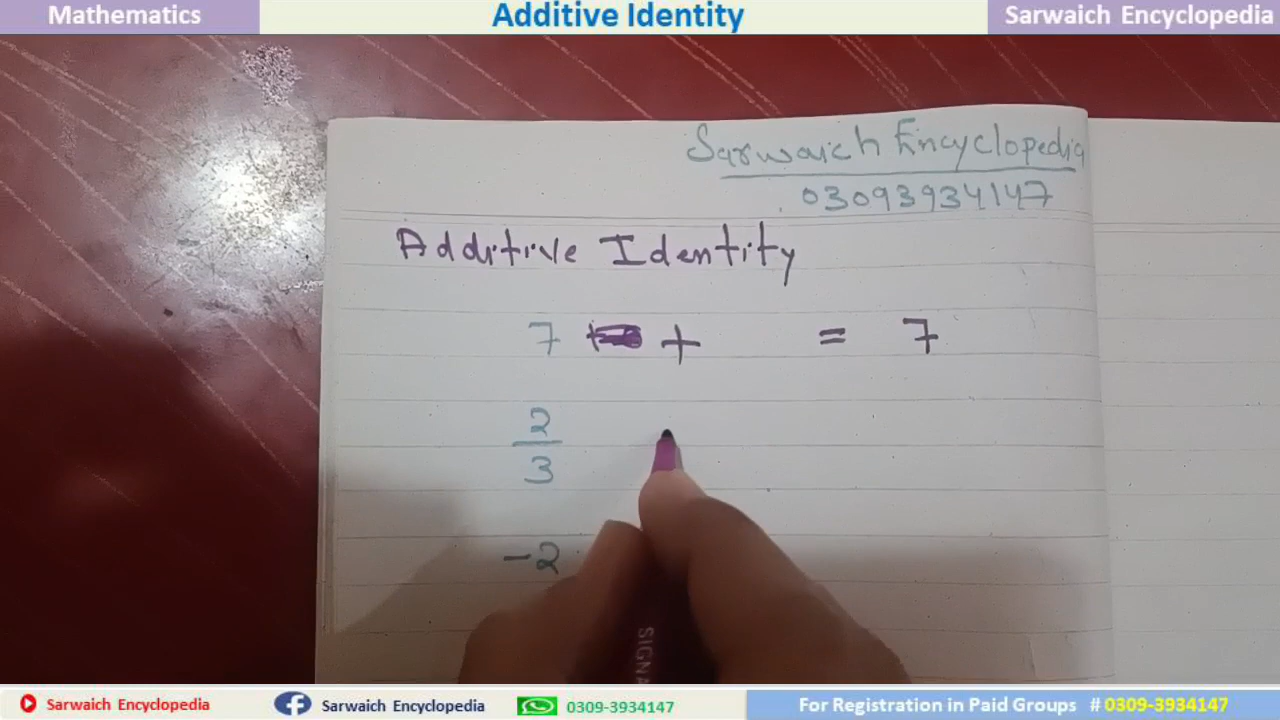 Mathematics
Additive Identity
Sarwaich Encyclopedia
Sarwaich Encyclopedia
03093934147
Additive Identity
7 + = 7
2
3
-2
SIGNA
Sarwaich Encyclopedia
Sarwaich Encyclopedia
0309-3934147
For Registration in Paid Groups # 0309-3934147